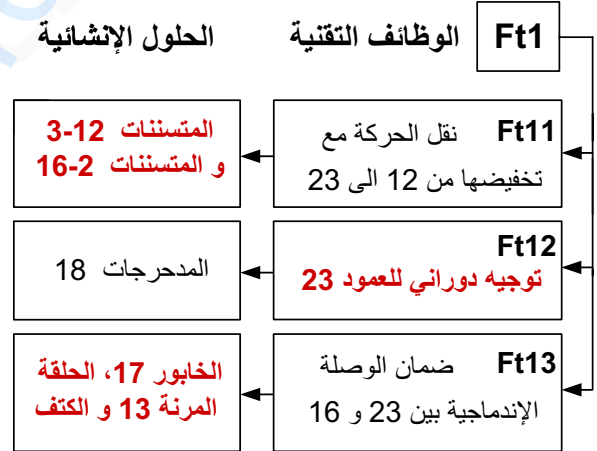 Ft1
الوظائف التقنية
الحلول الإنشائية
Ft11 نقل الحركة مع
تخفيضها من 12 الى 23
المتسننات 12-3
و المتسننات 2-16
Ft12
توجيه دوراني للعمود 23
المدحرجات 18
Ft13 ضمان الوصلة
الإندماجية بين 23 و 16
الخابور 17، الحلقة
المرنة 13 و الكتف